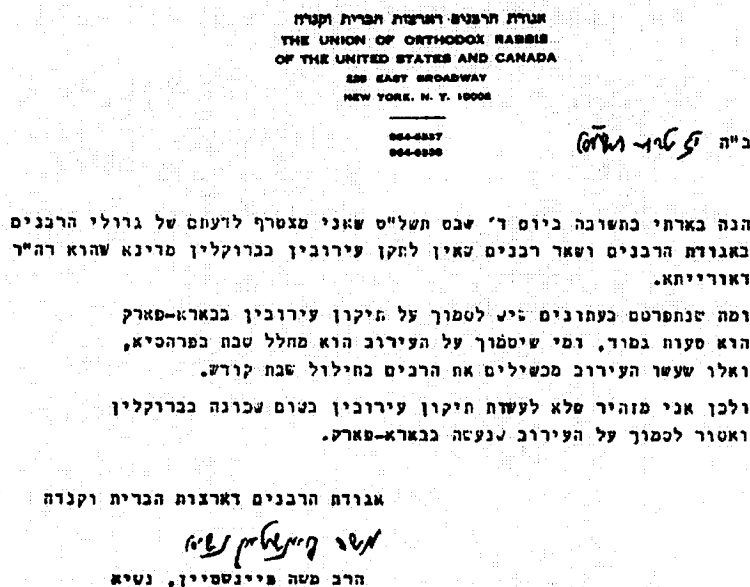 אגודת הרבנים דארצות הברית וקנדה
THE UNION OF ORTHODOX RABBIS
OF THE UNITED STATES AND CANADA
235 EAST BROADWAY
NEW YORK, N. Y. 10002
964-6337
964-6338
ב"ה
הנה בארתי בתשובה ביום ד' שבט תשל"ט שאני מצטרף לדעתם של גדולי הרבנים
באגודת הרבנים ושאר רבנים שאין לתקן עירובין בברוקלין מדינא שהוא רה"ר
דאורייתא.
ומה שנתפרסם בעתונים שיש לסמוך על תיקון עירובין בבארא-פארק
הוא טעות גמור, ומי שיסמוך על העירוב הוא מחלל שבת בפרהסיא,
ואלו שעשו העירוב מכשילים את הרבים בחילול שבת קודש.
ולכן אני מזהיר שלא לעשות תיקון עירובין בשום שכונה בברוקלין
ואסור לסמוך על העירוב שנעשה בבארא-פארק.
אגודת הרבנים דארצות הברית וקנדה
משה פיינשטיין נשיא
הרב משה פיינשטיין, נשיא